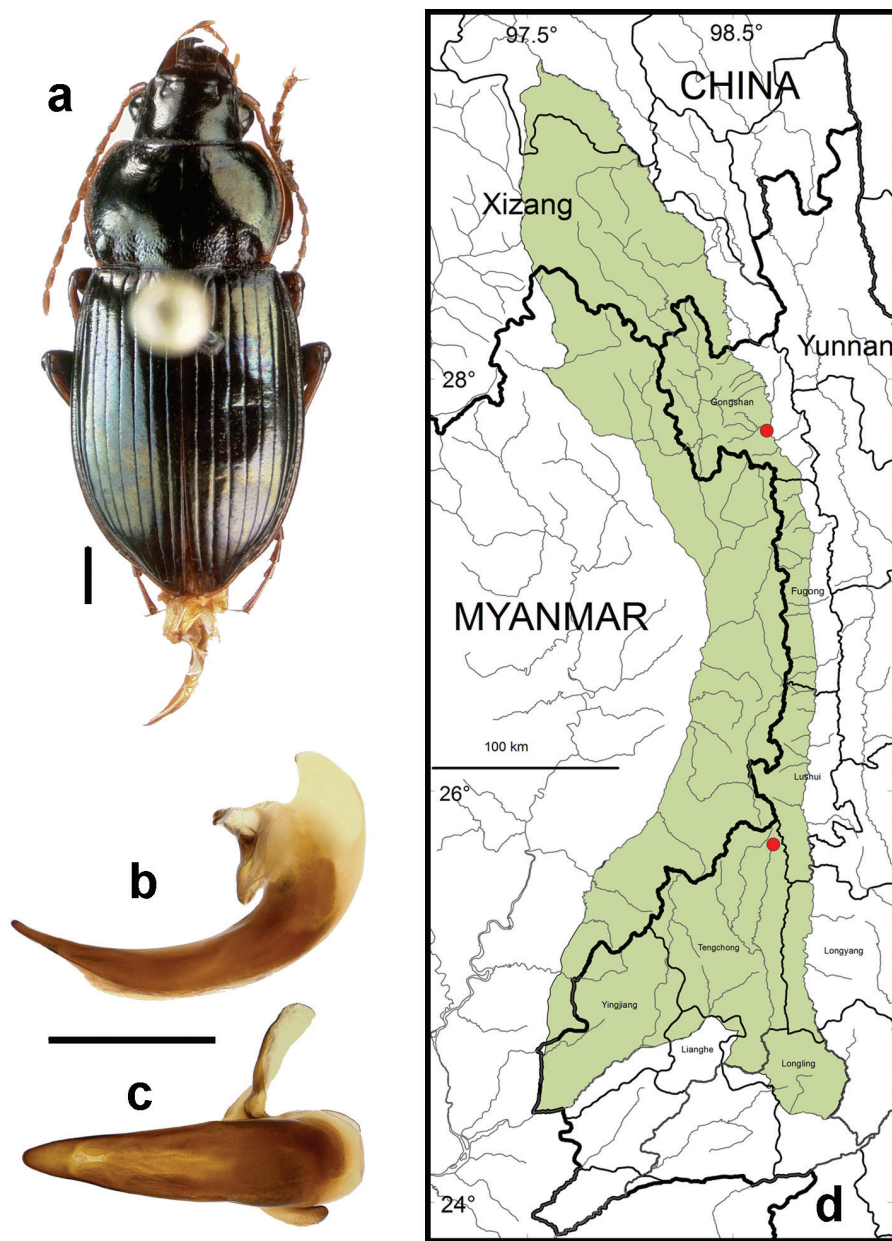 a
b
c
97.5° 98.5°
CHINA
Xizang
Yunnan
28°
Gongshan
MYANMAR
Fugong
100 km
Lushui
26°
Tengchong
Longyang
Yingjiang
Lianghe
Longling
24°
d